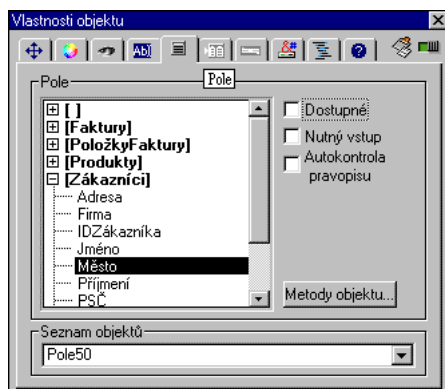 Vlastnosti objektu
Pole
Pole
[ ]
[Faktury]
[PoložkyFaktury]
[Produkty]
[Zákazníci]
Adresa
Firma
IDZákazníka
Jméno
Město
Příjmení
PSČ
Dostupné
Nutný vstup
Autokontrola
pravopisu
Metody objektu...
Seznam objektů
Pole50